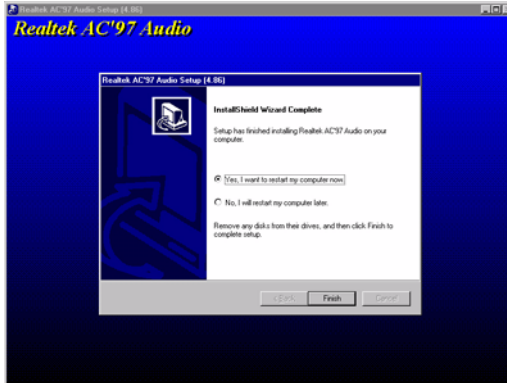 Realtek AC'97 Audio Setup [4.86]
Realtek AC'97 Audio
Realtek AC'97 Audio Setup [4.86]
InstallShield Wizard Complete
Setup has finished installing Realtek AC'97 Audio on your
computer.
Yes, I want to restart my computer now.
No, I will restart my computer later.
Remove any disks from their drives, and then click Finish to
complete setup.
< Back
Finish
Cancel